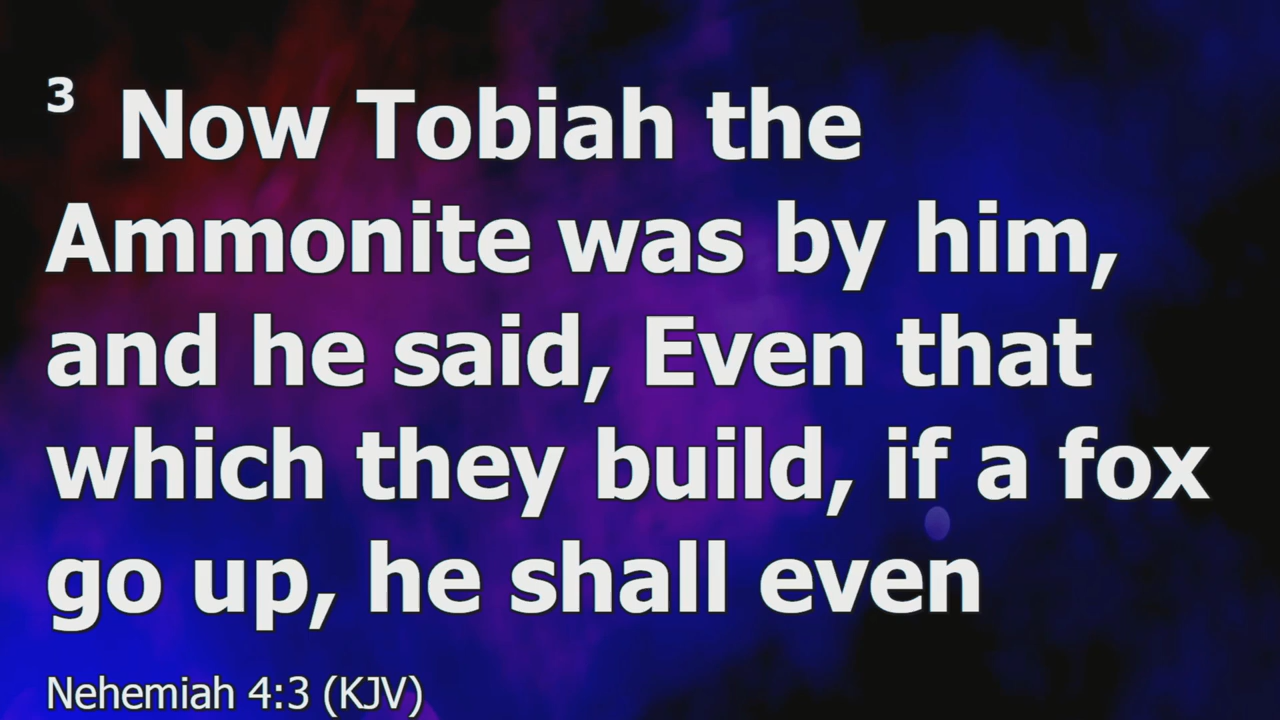 3 Now Tobiah the
Ammonite was by him,
and he said, Even that
which they build, if a fox
go up, he shall even
Nehemiah 4:3 (KJV)